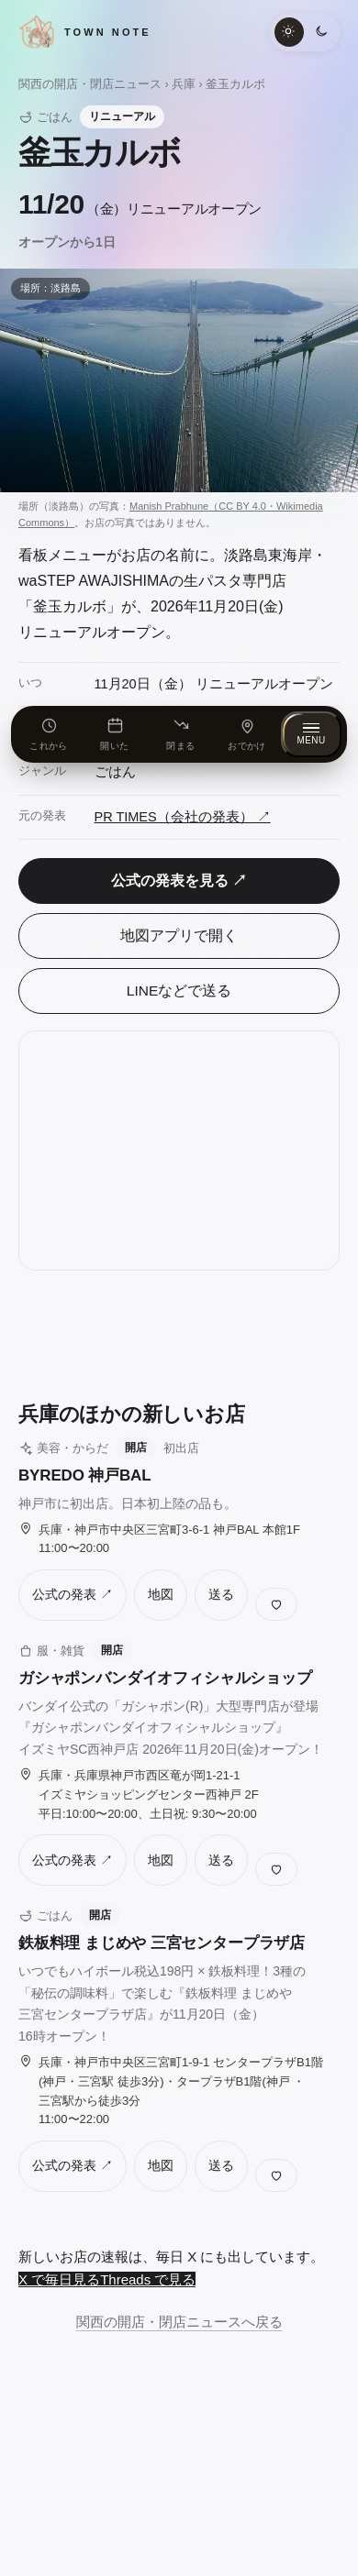 TOWN NOTE
関西の開店・閉店ニュース › 兵庫 › 釜玉カルボ
ごはん リニューアル
釜玉カルボ
11/20（金）リニューアルオープン
オープンから1日
場所：淡路島
場所（淡路島）の写真：Manish Prabhune（CC BY 4.0・Wikimedia
Commons）。お店の写真ではありません。
看板メニューがお店の名前に。淡路島東海岸・
waSTEP AWAJISHIMAの生パスタ専門店
「釜玉カルボ」が、2026年11月20日(金)
リニューアルオープン。
いつ 11月20日（金） リニューアルオープン
これから 開いた 閉まる おでかけ MENU
ジャンル ごはん
元の発表 PR TIMES（会社の発表） ↗
公式の発表を見る ↗
地図アプリで開く
LINEなどで送る
兵庫のほかの新しいお店
美容・からだ 開店 初出店
BYREDO 神戸BAL
神戸市に初出店。日本初上陸の品も。
兵庫・神戸市中央区三宮町3-6-1 神戸BAL 本館1F
11:00〜20:00
公式の発表 ↗ 地図 送る ♡
服・雑貨 開店
ガシャポンバンダイオフィシャルショップ
バンダイ公式の「ガシャポン(R)」大型専門店が登場
『ガシャポンバンダイオフィシャルショップ』
イズミヤSC西神戸店 2026年11月20日(金)オープン！
兵庫・兵庫県神戸市西区竜が岡1-21-1
イズミヤショッピングセンター西神戸 2F
平日:10:00〜20:00、土日祝: 9:30〜20:00
公式の発表 ↗ 地図 送る ♡
ごはん 開店
鉄板料理 まじめや 三宮センタープラザ店
いつでもハイボール税込198円 × 鉄板料理！3種の
「秘伝の調味料」で楽しむ『鉄板料理 まじめや
三宮センタープラザ店』が11月20日（金）
16時オープン！
兵庫・神戸市中央区三宮町1-9-1 センタープラザB1階
(神戸・三宮駅 徒歩3分)・タープラザB1階(神戸 ・
三宮駅から徒歩3分
11:00〜22:00
公式の発表 ↗ 地図 送る ♡
新しいお店の速報は、毎日 X にも出しています。
X で毎日見るThreads で見る
関西の開店・閉店ニュースへ戻る